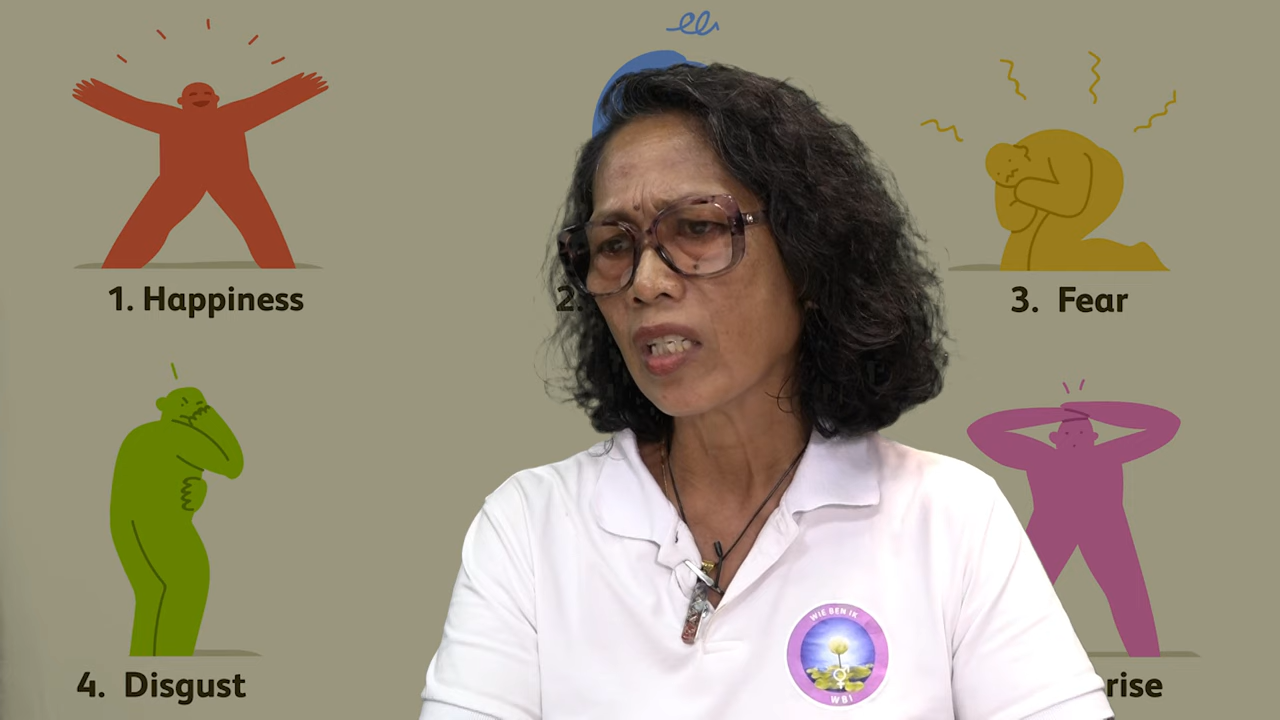 1. Happiness
2.
3. Fear
4. Disgust
rise
WIE BEN IK
WBI